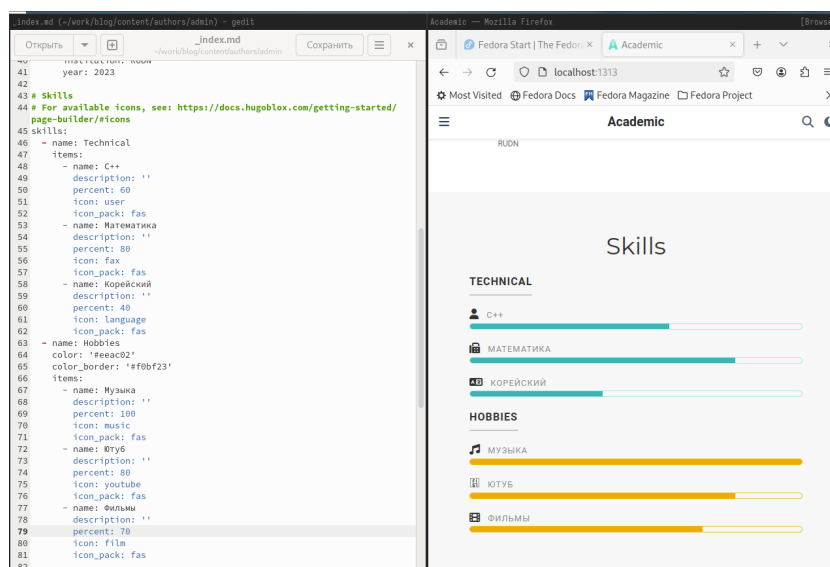 _index.md (~/work/blog/content/authors/admin) - gedit
Открыть
_index.md
~/work/blog/content/authors/admin
Сохранить
40 institution: RUDN
41 year: 2023
42
43 # Skills
44 # For available icons, see: https://docs.hugoblox.com/getting-started/
page-builder/#icons
45 skills:
46 - name: Technical
47 items:
48 - name: C++
49 description: ''
50 percent: 60
51 icon: user
52 icon_pack: fas
53 - name: Математика
54 description: ''
55 percent: 80
56 icon: fax
57 icon_pack: fas
58 - name: Корейский
59 description: ''
60 percent: 40
61 icon: language
62 icon_pack: fas
63 - name: Hobbies
64 color: '#eeac02'
65 color_border: '#f0bf23'
66 items:
67 - name: Музыка
68 description: ''
69 percent: 100
70 icon: music
71 icon_pack: fas
72 - name: Ютуб
73 description: ''
74 percent: 80
75 icon: youtube
76 icon_pack: fas
77 - name: Фильмы
78 description: ''
79 percent: 70
80 icon: film
81 icon_pack: fas
82
Academic — Mozilla Firefox [Browse
Fedora Start | The Fedora
Academic
localhost:1313
Most Visited Fedora Docs Fedora Magazine Fedora Project
Academic
RUDN
Skills
TECHNICAL
C++
МАТЕМАТИКА
КОРЕЙСКИЙ
HOBBIES
МУЗЫКА
ЮТУБ
ФИЛЬМЫ